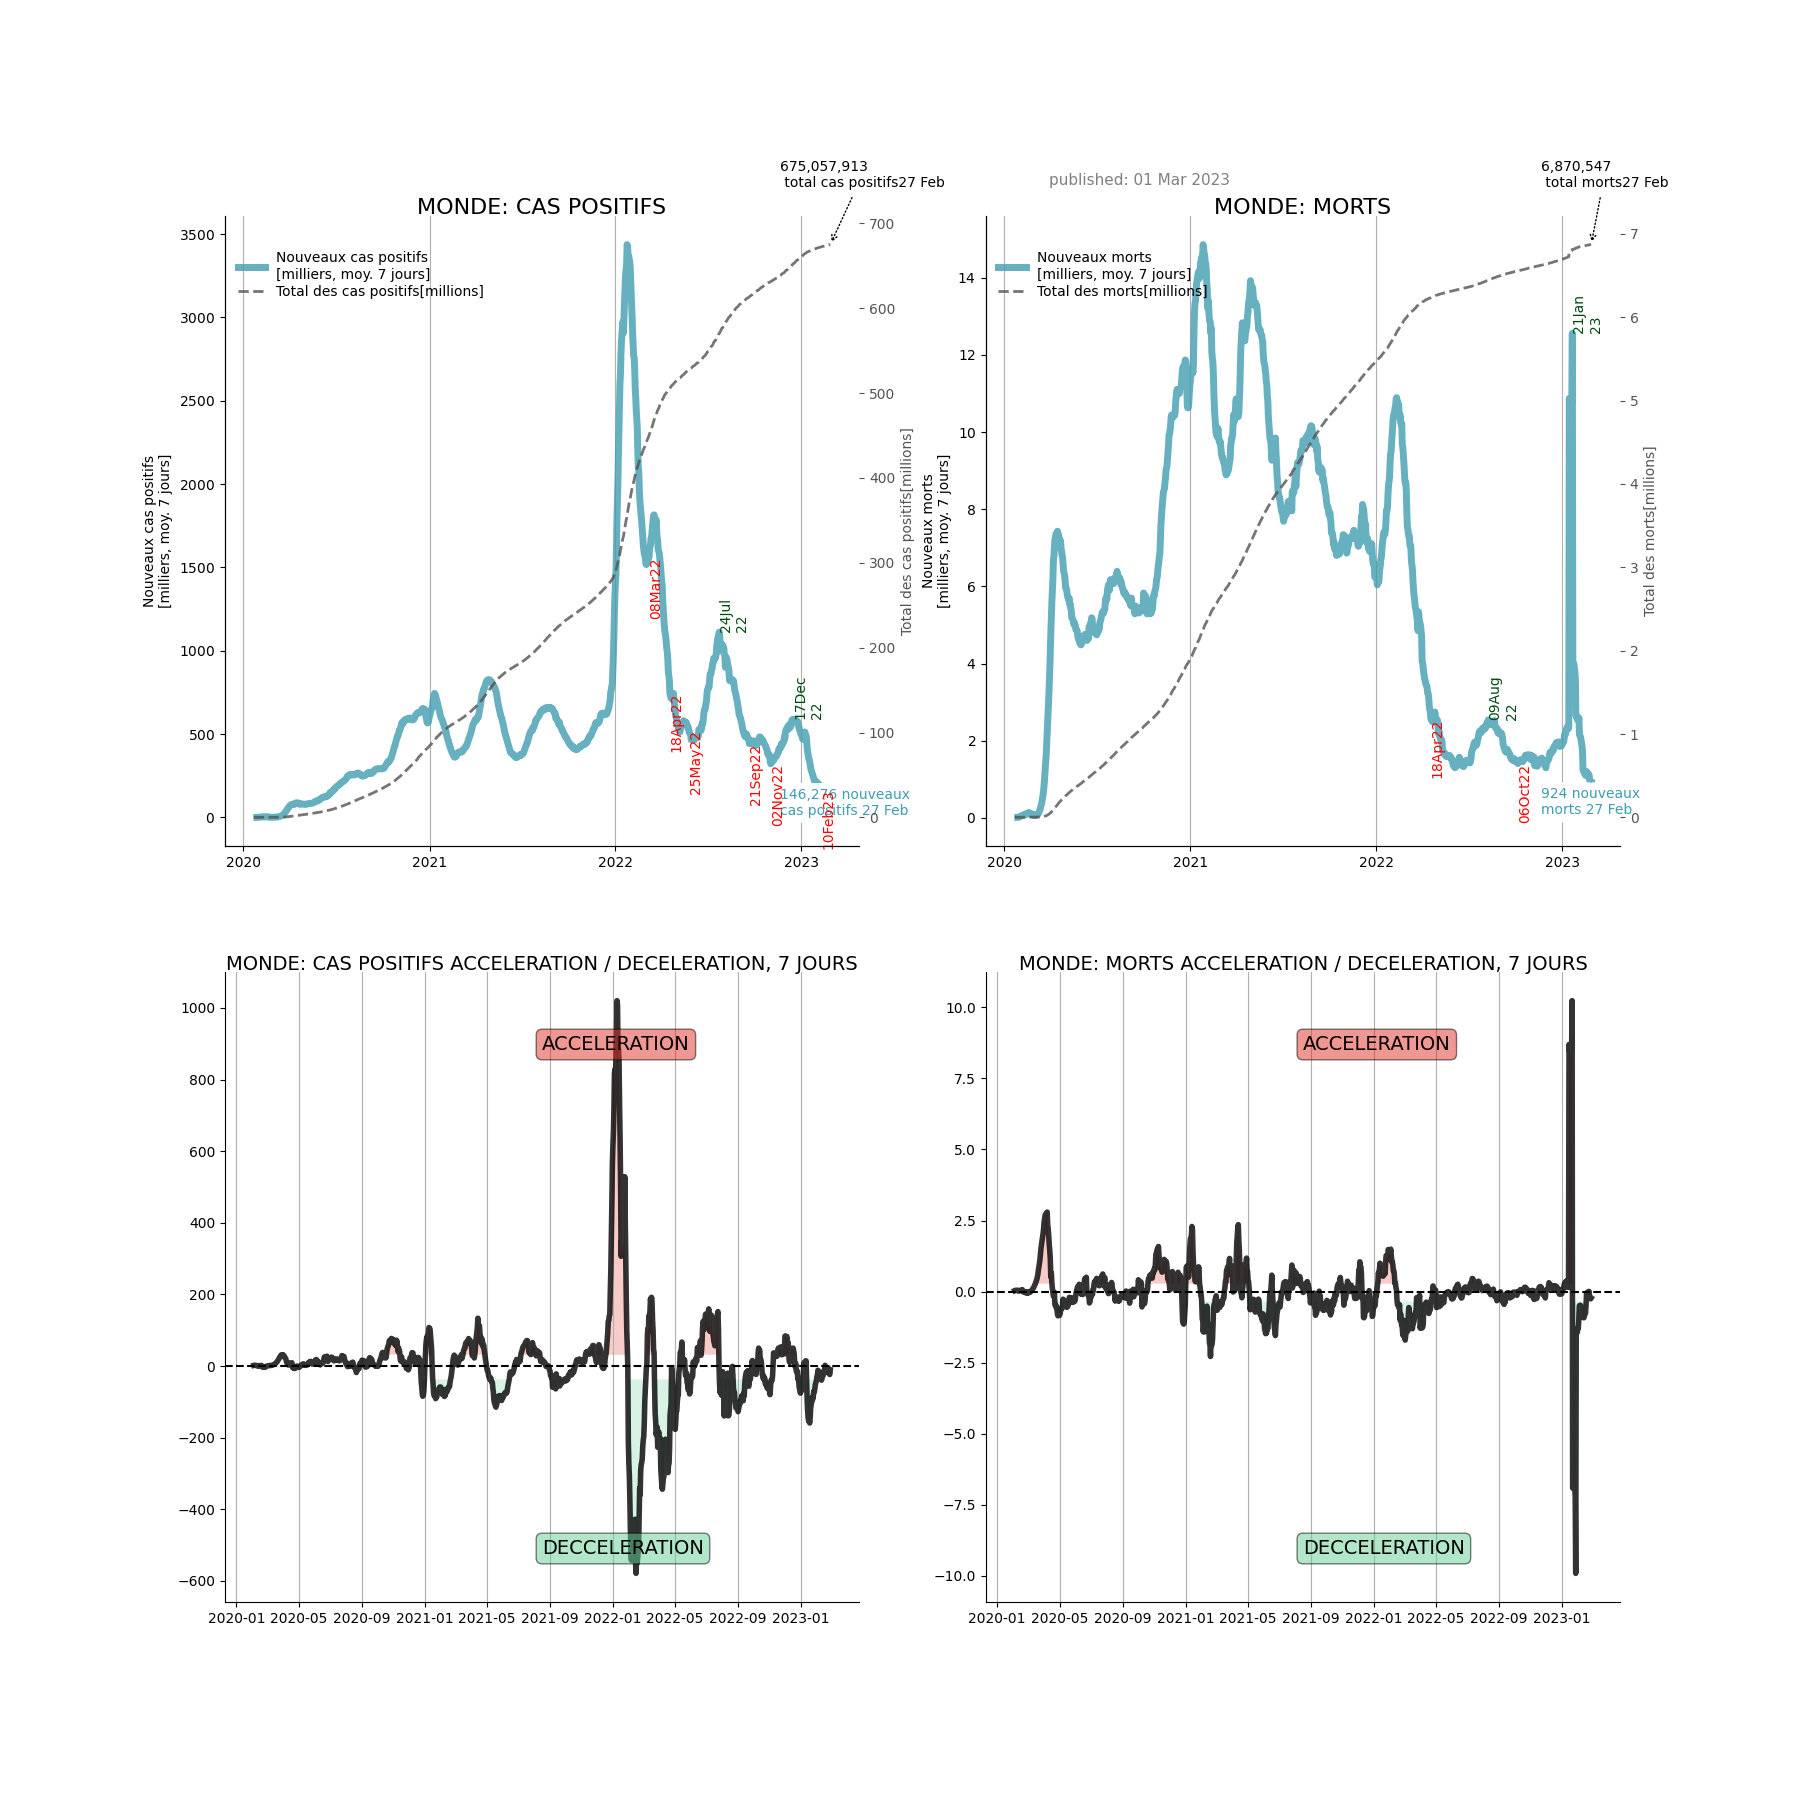 675,057,913
total cas positifs27 Feb
published: 01 Mar 2023
6,870,547
total morts27 Feb
MONDE: CAS POSITIFS
Nouveaux cas positifs
[milliers, moy. 7 jours]
Total des cas positifs[millions]
3500
3000
2500
2000
1500
1000
500
0
Nouveaux cas positifs
[milliers, moy. 7 jours]
700
600
500
400
300
200
100
0
Total des cas positifs[millions]
08Mar22
18Apr22
25May22
24Jul
22
21Sep22
02Nov22
17Dec
22
10Feb23
146,276 nouveaux
cas positifs 27 Feb
2020
2021
2022
2023
MONDE: MORTS
Nouveaux morts
[milliers, moy. 7 jours]
Total des morts[millions]
14
12
10
8
6
4
2
0
Nouveaux morts
[milliers, moy. 7 jours]
7
6
5
4
3
2
1
0
Total des morts[millions]
18Apr22
09Aug
22
06Oct22
21Jan
23
924 nouveaux
morts 27 Feb
2020
2021
2022
2023
MONDE: CAS POSITIFS ACCELERATION / DECELERATION, 7 JOURS
1000
800
600
400
200
0
−200
−400
−600
ACCELERATION
DECCELERATION
2020-01 2020-05 2020-09 2021-01 2021-05 2021-09 2022-01 2022-05 2022-09 2023-01
MONDE: MORTS ACCELERATION / DECELERATION, 7 JOURS
10.0
7.5
5.0
2.5
0.0
−2.5
−5.0
−7.5
−10.0
ACCELERATION
DECCELERATION
2020-01 2020-05 2020-09 2021-01 2021-05 2021-09 2022-01 2022-05 2022-09 2023-01